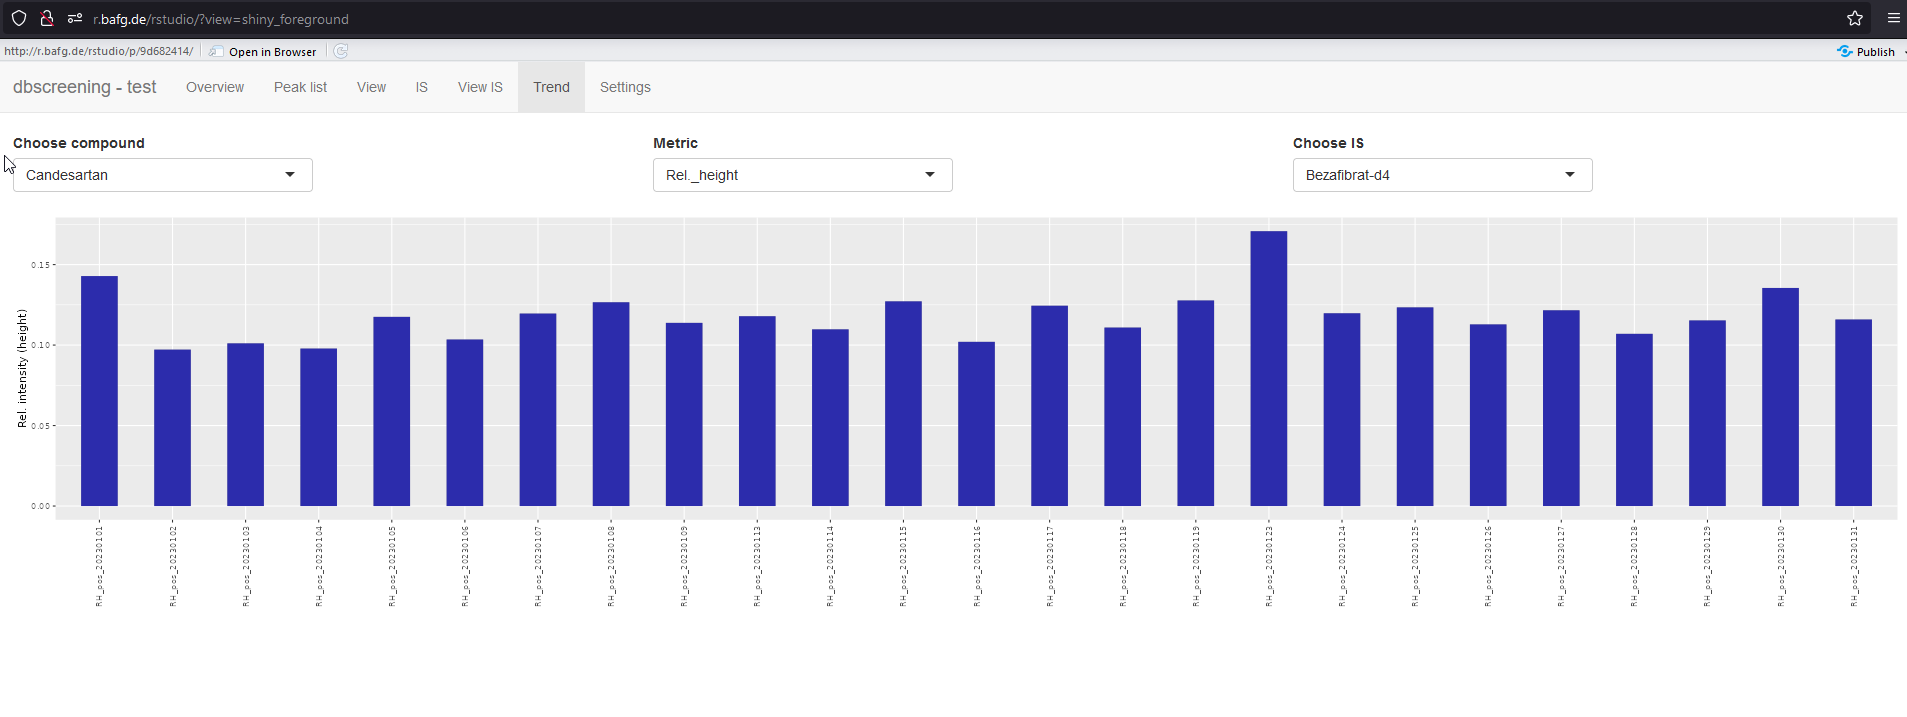 r.bafg.de/rstudio/?view=shiny_foreground
http://r.bafg.de/rstudio/p/9d682414/ Open in Browser Publish
dbscreening - test Overview Peak list View IS View IS Trend Settings
Choose compound Metric Choose IS
Candesartan Rel._height Bezafibrat-d4
Rel. intensity (height)
0.15
0.10
0.05
0.00
RH_pos_20230101
RH_pos_20230102
RH_pos_20230103
RH_pos_20230104
RH_pos_20230105
RH_pos_20230106
RH_pos_20230107
RH_pos_20230108
RH_pos_20230109
RH_pos_20230113
RH_pos_20230114
RH_pos_20230115
RH_pos_20230116
RH_pos_20230117
RH_pos_20230118
RH_pos_20230119
RH_pos_20230123
RH_pos_20230124
RH_pos_20230125
RH_pos_20230126
RH_pos_20230127
RH_pos_20230128
RH_pos_20230129
RH_pos_20230130
RH_pos_20230131